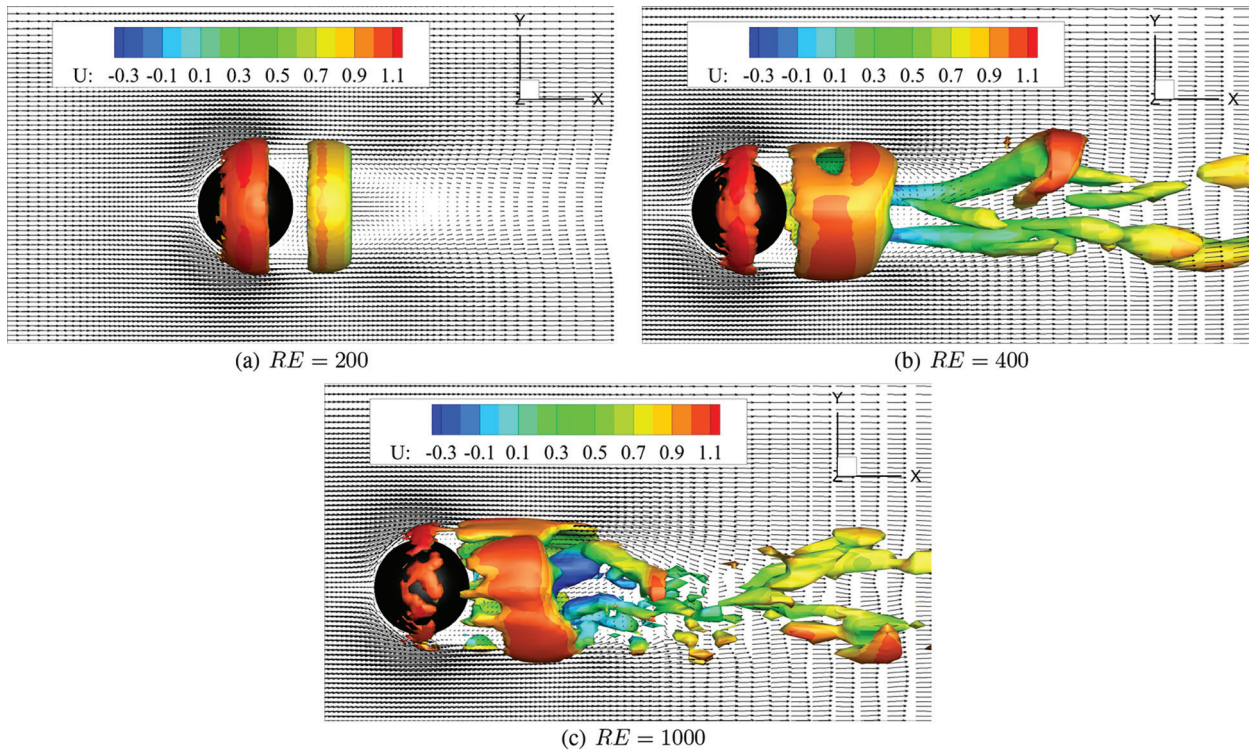 Y
U: -0.3 -0.1 0.1 0.3 0.5 0.7 0.9 1.1
Z X
(a) RE = 200
Y
U: -0.3 -0.1 0.1 0.3 0.5 0.7 0.9 1.1
Z X
(b) RE = 400
Y
U: -0.3 -0.1 0.1 0.3 0.5 0.7 0.9 1.1
Z X
(c) RE = 1000